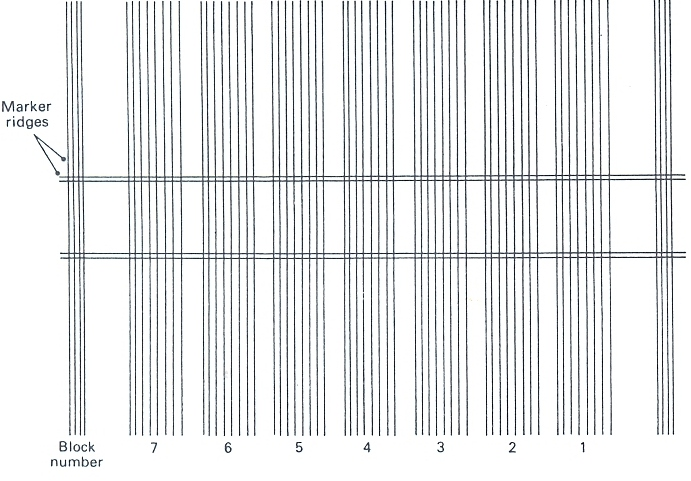 Marker
ridges
Block
number
7 6 5 4 3 2 1